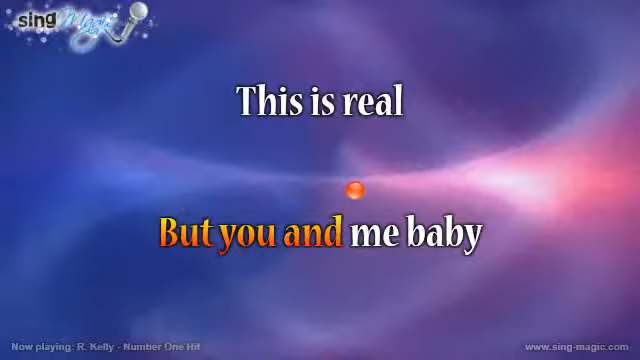 sing Magic
This is real
But you and me baby
Now playing: R. Kelly - Number One Hit
www.sing-magic.com